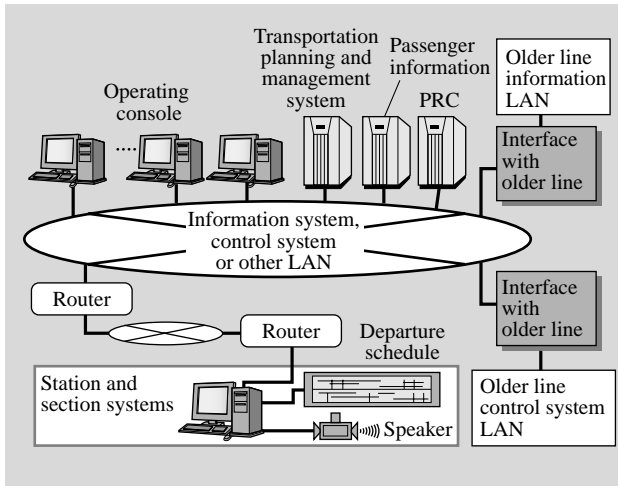 Transportation
planning and
management
system
Passenger
information
PRC
Operating
console
Older line
information
LAN
Interface
with
older line
Information system,
control system
or other LAN
Router
Router
Interface
with
older line
Departure
schedule
Station and
section systems
Speaker
Older line
control system
LAN